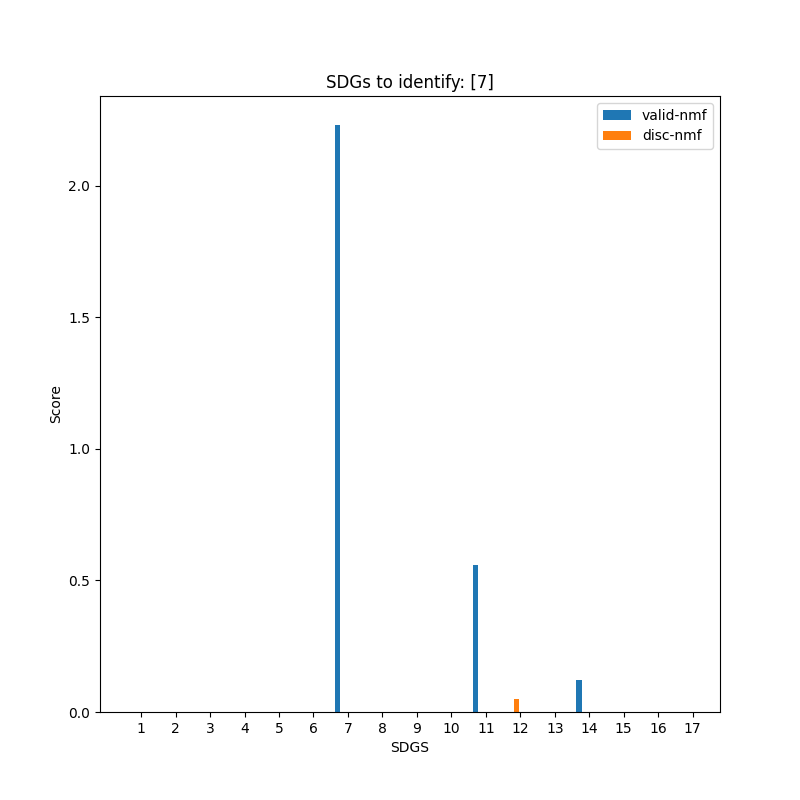 SDGs to identify: [7]
valid-nmf
disc-nmf
2.0
1.5
1.0
0.5
0.0
Score
1 2 3 4 5 6 7 8 9 10 11 12 13 14 15 16 17
SDGS